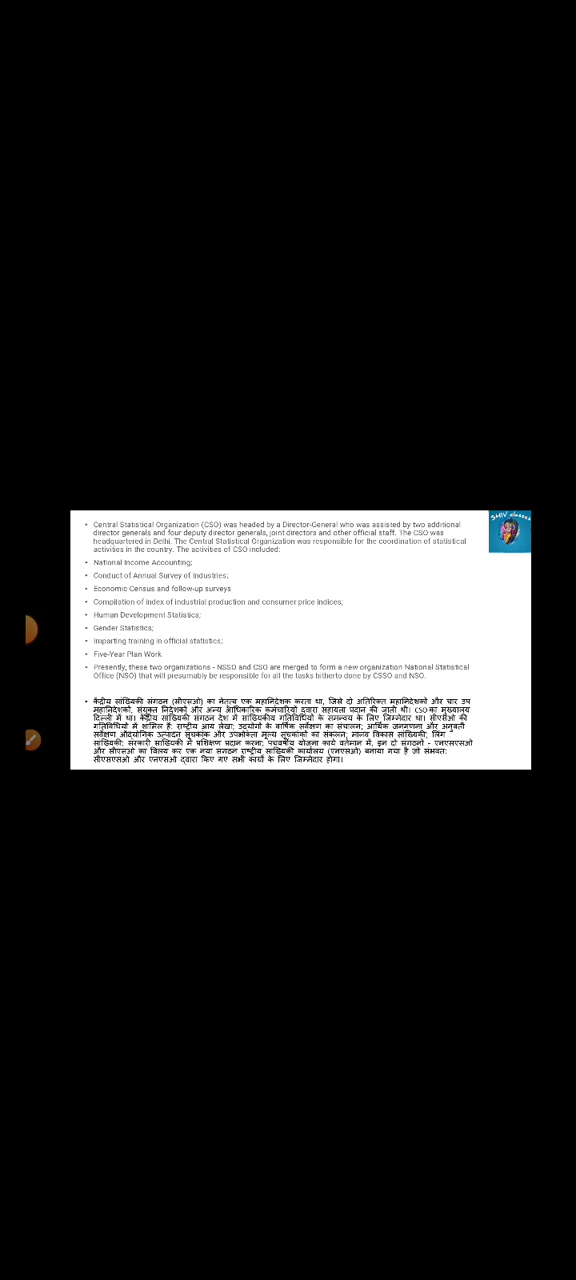 SHIV classes
• Central Statistical Organization (CSO) was headed by a Director-General who was assisted by two additional
director generals and four deputy director generals, joint directors and other official staff. The CSO was
headquartered in Delhi. The Central Statistical Organization was responsible for the coordination of statistical
activities in the country. The activities of CSO included:
• National Income Accounting;
• Conduct of Annual Survey of Industries;
• Economic Census and follow-up surveys
• Compilation of index of industrial production and consumer price indices;
• Human Development Statistics;
• Gender Statistics;
• Imparting training in official statistics;
• Five-Year Plan Work
• Presently, these two organizations - NSSO and CSO are merged to form a new organization National Statistical
Office (NSO) that will presumably be responsible for all the tasks hitherto done by CSSO and NSO.
• केंद्रीय सांख्यिकी संगठन (सीएसओ) का नेतृत्व एक महानिदेशक करता था, जिसे दो अतिरिक्त महानिदेशकों और चार उप
महानिदेशकों, संयुक्त निदेशकों और अन्य आधिकारिक कर्मचारियों द्वारा सहायता प्रदान की जाती थी। CSO का मुख्यालय
दिल्ली में था। केंद्रीय सांख्यिकी संगठन देश में सांख्यिकीय गतिविधियों के समन्वय के लिए जिम्मेदार था। सीएसओ की
गतिविधियों में शामिल हैं: राष्ट्रीय आय लेखा; उद्योगों के वार्षिक सर्वेक्षण का संचालन; आर्थिक जनगणना और अनुवर्ती
सर्वेक्षण औद्योगिक उत्पादन सूचकांक और उपभोक्ता मूल्य सूचकांकों का संकलन; मानव विकास सांख्यिकी; लिंग
सांख्यिकी; सरकारी सांख्यिकी में प्रशिक्षण प्रदान करना; पंचवर्षीय योजना कार्य वर्तमान में, इन दो संगठनों - एनएसएसओ
और सीएसओ का विलय कर एक नया संगठन राष्ट्रीय सांख्यिकी कार्यालय (एनएसओ) बनाया गया है जो संभवत:
सीएसएसओ और एनएसओ द्वारा किए गए सभी कार्यों के लिए जिम्मेदार होगा।